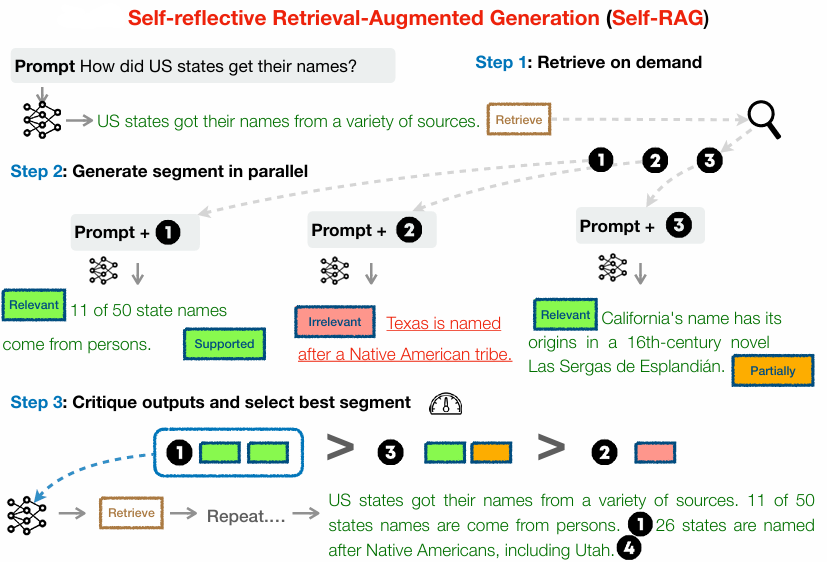 Self-reflective Retrieval-Augmented Generation (Self-RAG)
Prompt How did US states get their names?
Step 1: Retrieve on demand
US states got their names from a variety of sources. Retrieve
Step 2: Generate segment in parallel
1 2 3
Prompt + 1
Prompt + 2
Prompt + 3
Relevant 11 of 50 state names
come from persons. Supported
Irrelevant Texas is named
after a Native American tribe.
Relevant California's name has its
origins in a 16th-century novel
Las Sergas de Esplandián. Partially
Step 3: Critique outputs and select best segment
1 > 3 > 2
Retrieve
Repeat....
US states got their names from a variety of sources. 11 of 50
states names are come from persons. 1 26 states are named
after Native Americans, including Utah. 4